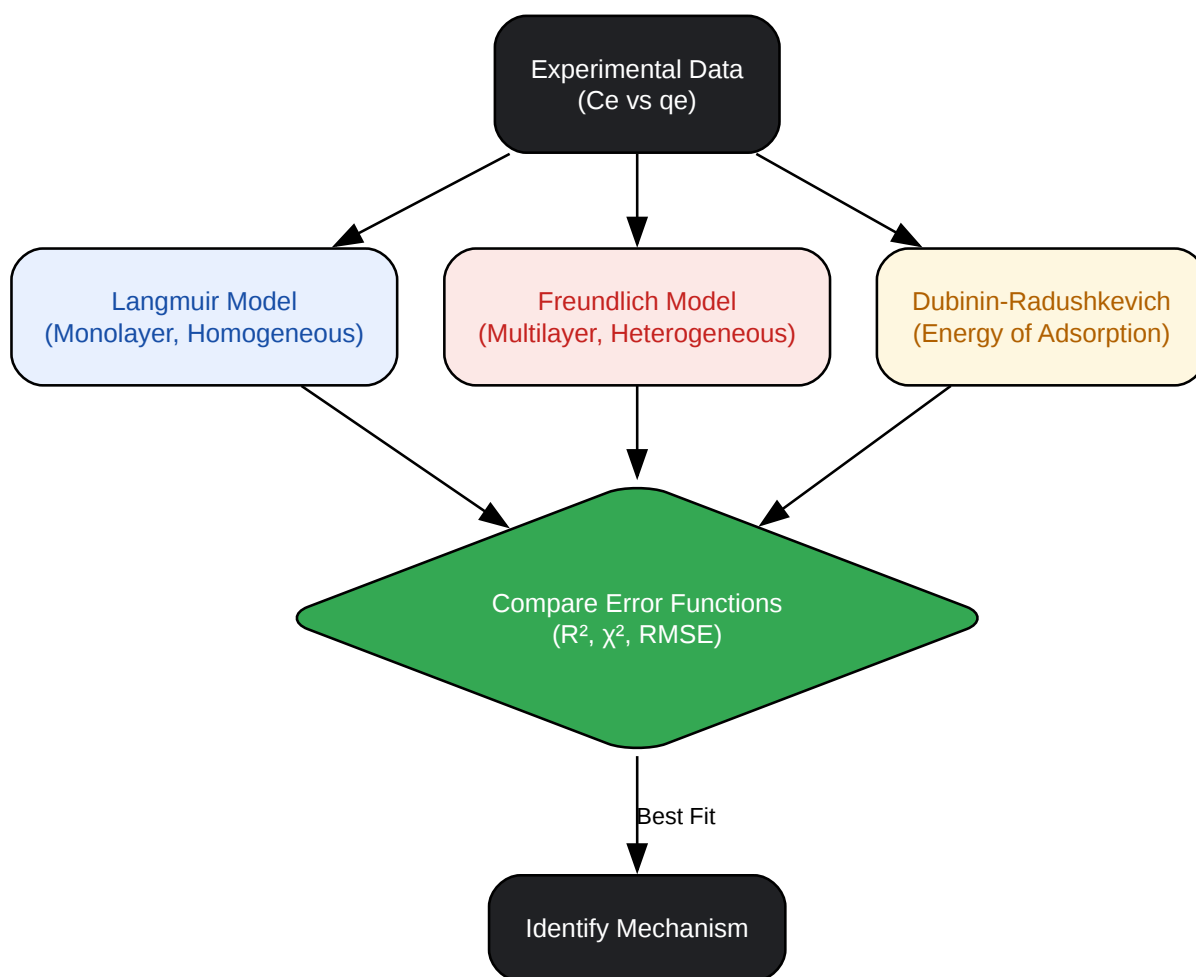 Experimental Data
(Ce vs qe)
Langmuir Model
(Monolayer, Homogeneous)
Freundlich Model
(Multilayer, Heterogeneous)
Dubinin-Radushkevich
(Energy of Adsorption)
Compare Error Functions
(R², χ², RMSE)
Best Fit
Identify Mechanism